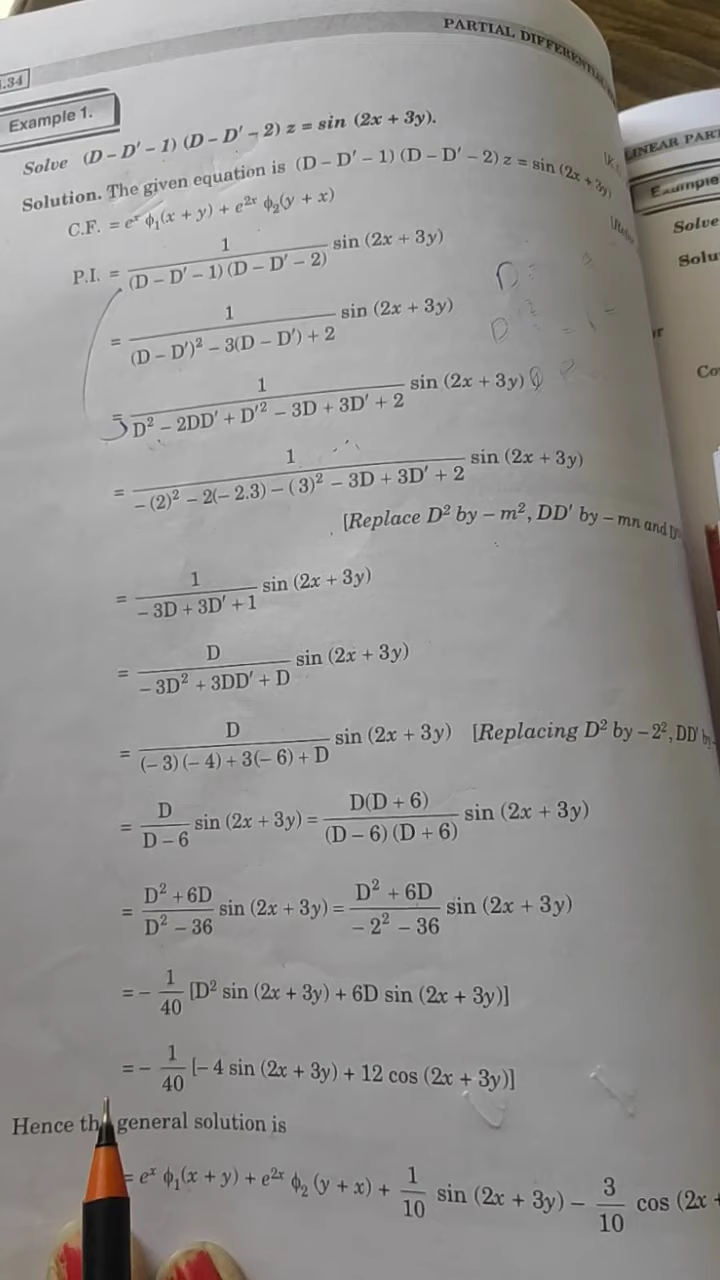 PARTIAL DIFFERENTIAL
.34
Example 1.
Solve (D – D′ – 1) (D – D′ – 2) z = sin (2x + 3y).
Solution. The given equation is (D – D′ – 1) (D – D′ – 2) z = sin (2x + 3y)
C.F. = eˣ ϕ₁(x + y) + e²ˣ ϕ₂(y + x)
P.I. = 1/((D – D′ – 1) (D – D′ – 2)) sin (2x + 3y)
= 1/((D – D′)² – 3(D – D′) + 2) sin (2x + 3y)
= 1/(D² – 2DD′ + D′² – 3D + 3D′ + 2) sin (2x + 3y)
= 1/(– (2)² – 2(– 2.3) – (3)² – 3D + 3D′ + 2) sin (2x + 3y)
[Replace D² by – m², DD′ by – mn and
= 1/(– 3D + 3D′ + 1) sin (2x + 3y)
= D/(– 3D² + 3DD′ + D) sin (2x + 3y)
= D/((– 3) (– 4) + 3(– 6) + D) sin (2x + 3y) [Replacing D² by – 2², DD′ by
= D/(D – 6) sin (2x + 3y) = D(D + 6)/((D – 6) (D + 6)) sin (2x + 3y)
= (D² + 6D)/(D² – 36) sin (2x + 3y) = (D² + 6D)/(– 2² – 36) sin (2x + 3y)
= – 1/40 [D² sin (2x + 3y) + 6D sin (2x + 3y)]
= – 1/40 [– 4 sin (2x + 3y) + 12 cos (2x + 3y)]
Hence general solution is
= eˣ ϕ₁(x + y) + e²ˣ ϕ₂ (y + x) + 1/10 sin (2x + 3y) – 3/10 cos (2x +
LINEAR PART
Example
Solve
Solu